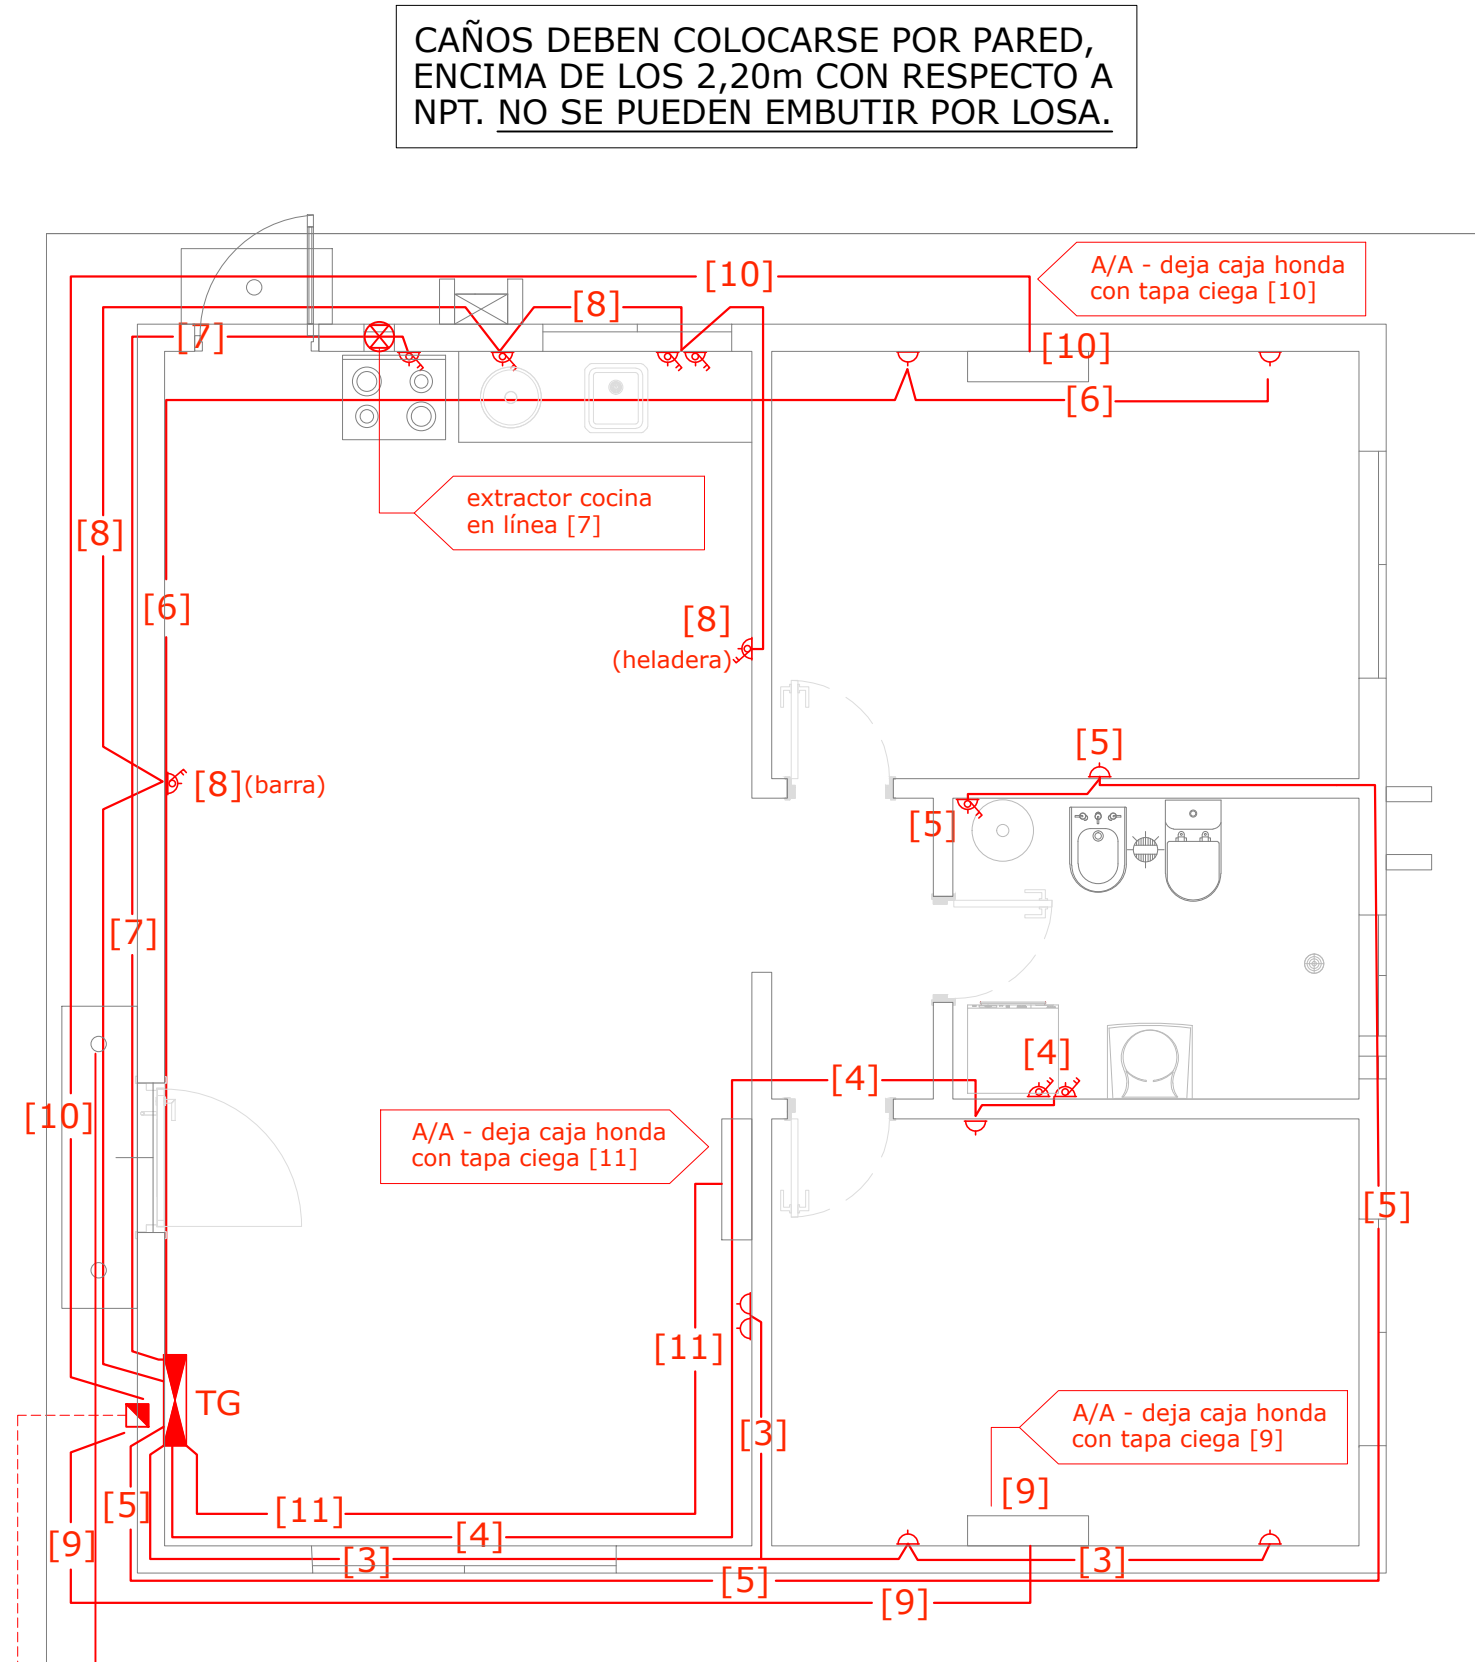 CAÑOS DEBEN COLOCARSE POR PARED,
ENCIMA DE LOS 2,20m CON RESPECTO A
NPT. NO SE PUEDEN EMBUTIR POR LOSA.
A/A - deja caja honda
con tapa ciega [10]
[10]
[8]
[7]
[10]
[6]
extractor cocina
en línea [7]
[8]
[6]
[8]
(heladera)
[5]
[8](barra)
[5]
[7]
[4]
[4]
[10]
A/A - deja caja honda
con tapa ciega [11]
[5]
[11]
TG
A/A - deja caja honda
con tapa ciega [9]
[3]
[9]
[5]
[11]
[4]
[9]
[3]
[3]
[5]
[9]